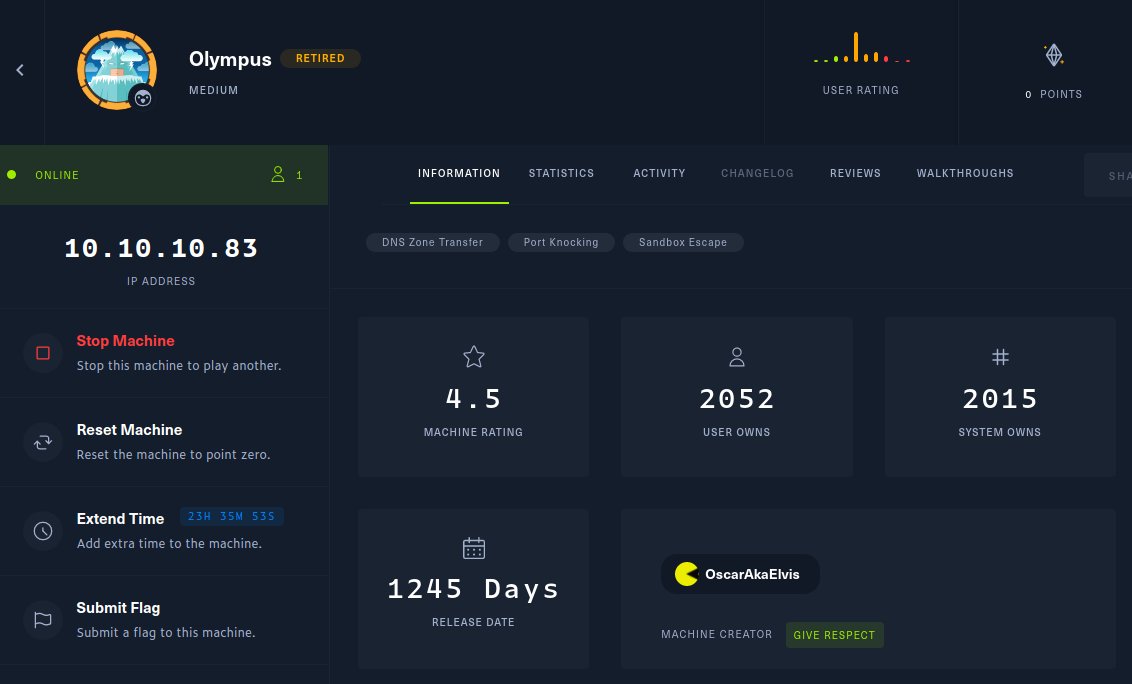 Olympus RETIRED
MEDIUM
USER RATING
0 POINTS
ONLINE 1
10.10.10.83
IP ADDRESS
Stop Machine
Stop this machine to play another.
Reset Machine
Reset the machine to point zero.
Extend Time 23H 35M 53S
Add extra time to the machine.
Submit Flag
Submit a flag to this machine.
INFORMATION STATISTICS ACTIVITY CHANGELOG REVIEWS WALKTHROUGHS SHA
DNS Zone Transfer Port Knocking Sandbox Escape
4.5
MACHINE RATING
2052
USER OWNS
2015
SYSTEM OWNS
1245 Days
RELEASE DATE
OscarAkaElvis
MACHINE CREATOR GIVE RESPECT